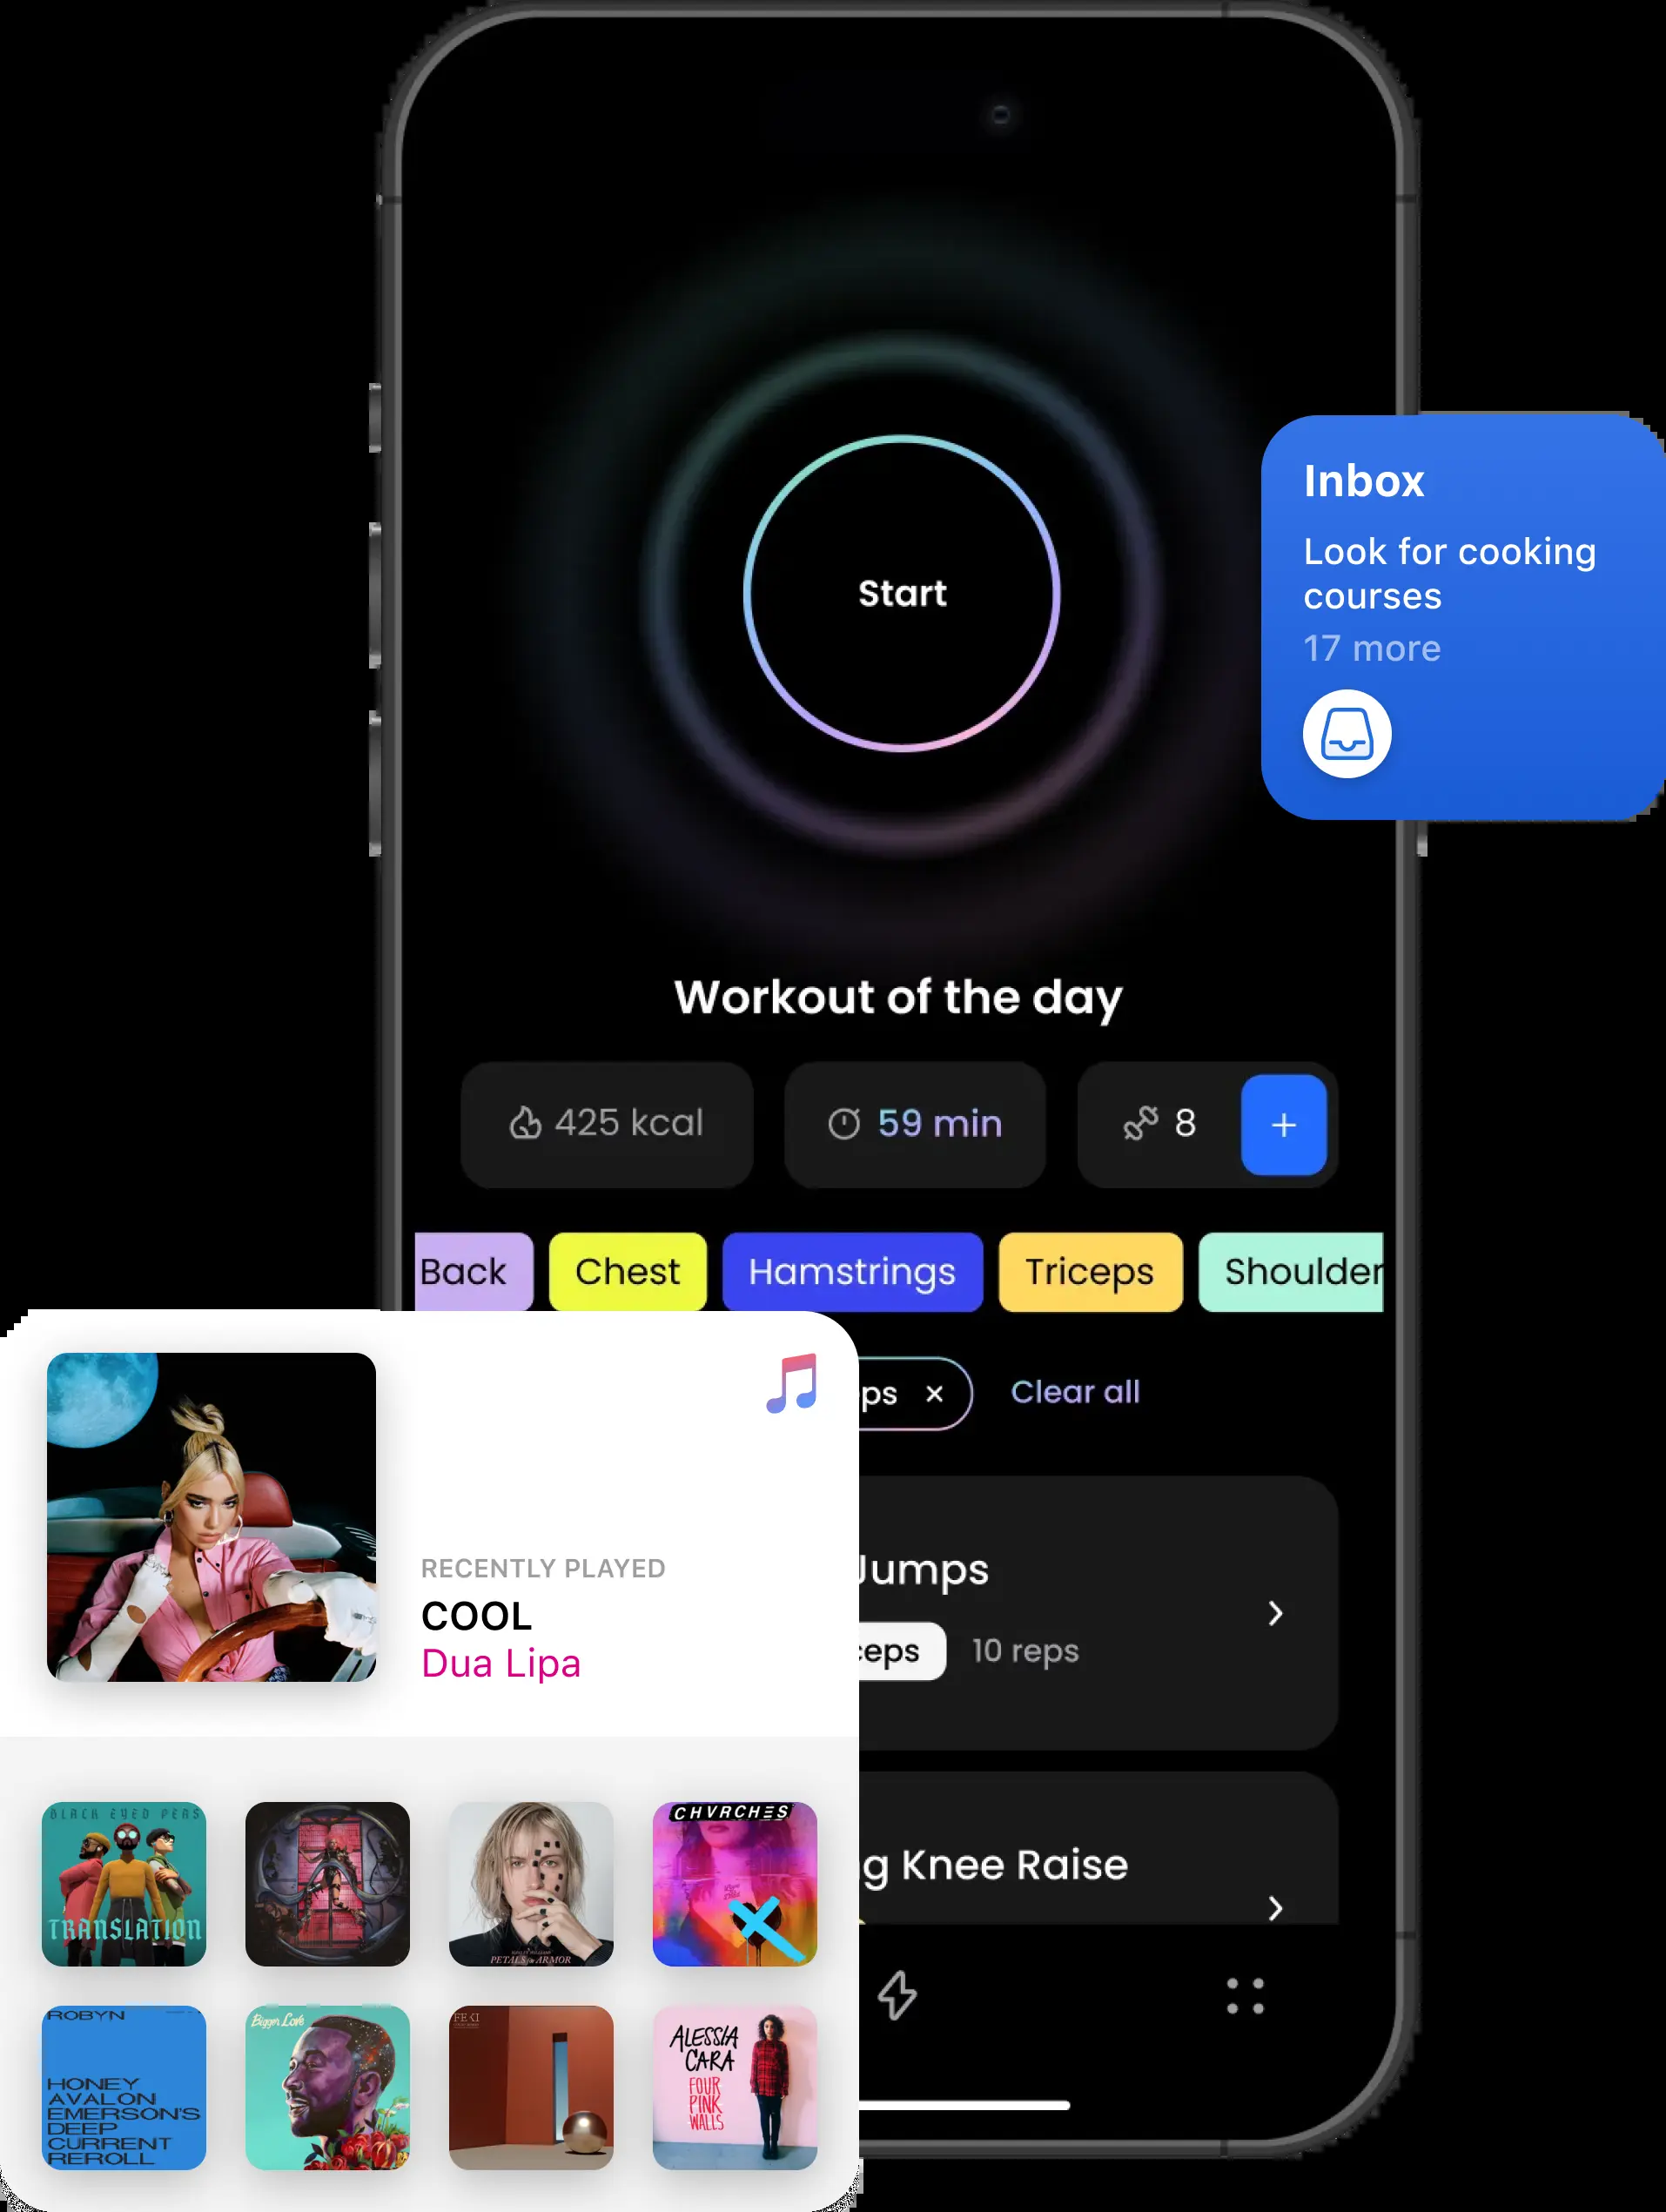 Start
Inbox
Look for cooking
courses
17 more
Workout of the day
425 kcal
59 min
8
+
Back
Chest
Hamstrings
Triceps
Shoulder
ps ×
Clear all
Jumps
ceps
10 reps
g Knee Raise
RECENTLY PLAYED
COOL
Dua Lipa
BLACK EYED PEAS
TRANSLATION
PETALS for ARMOR
CHVRCHΞS
ROBYN
HONEY
AVALON
EMERSON'S
DEEP
CURRENT
REROLL
Bigger Love
ALESSIA
CARA
FOUR
PINK
WALLS